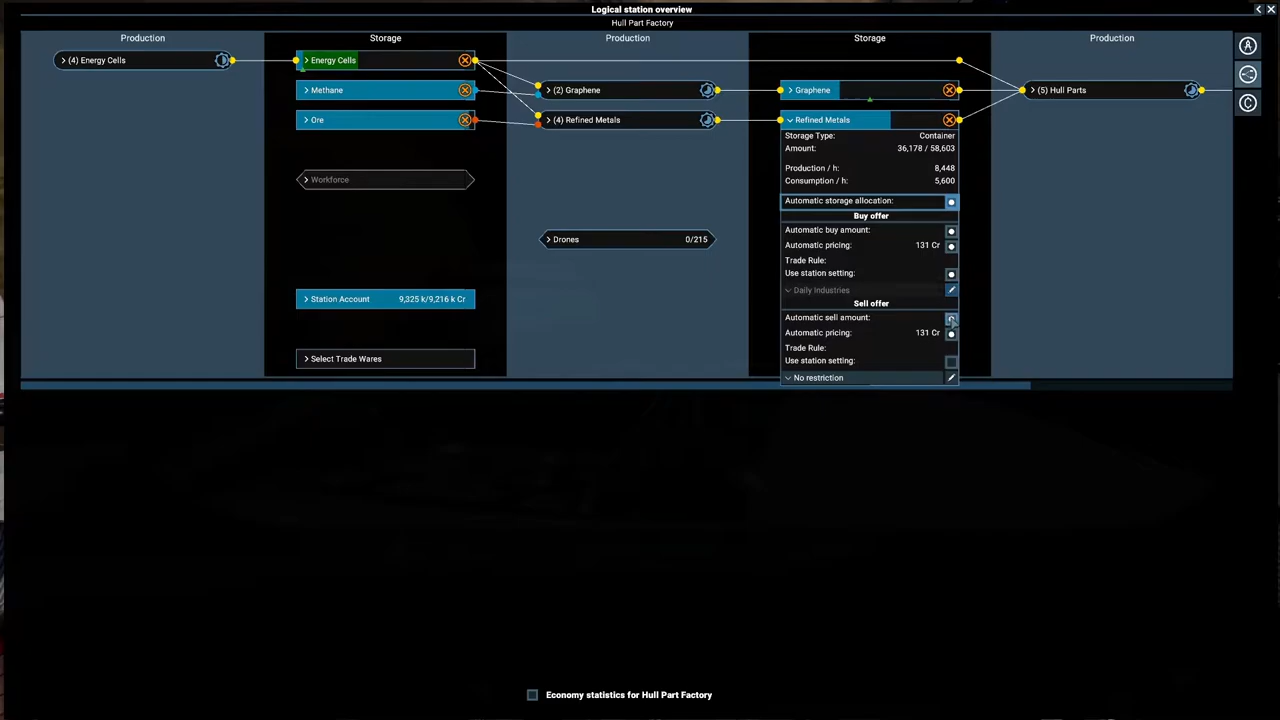 Logical station overview
Hull Part Factory
Production
Storage
Production
Storage
Production
(4) Energy Cells
Energy Cells
Methane
Ore
Workforce
Station Account 9,325 k/9,216 k Cr
Select Trade Wares
(2) Graphene
(4) Refined Metals
Drones 0/215
Graphene
Refined Metals
Storage Type: Container
Amount: 36,178 / 58,603
Production / h: 8,448
Consumption / h: 5,600
Automatic storage allocation:
Buy offer
Automatic buy amount:
Automatic pricing: 131 Cr
Trade Rule:
Use station setting:
Daily Industries
Sell offer
Automatic sell amount:
Automatic pricing: 131 Cr
Trade Rule:
Use station setting:
No restriction
(5) Hull Parts
A
C
Economy statistics for Hull Part Factory